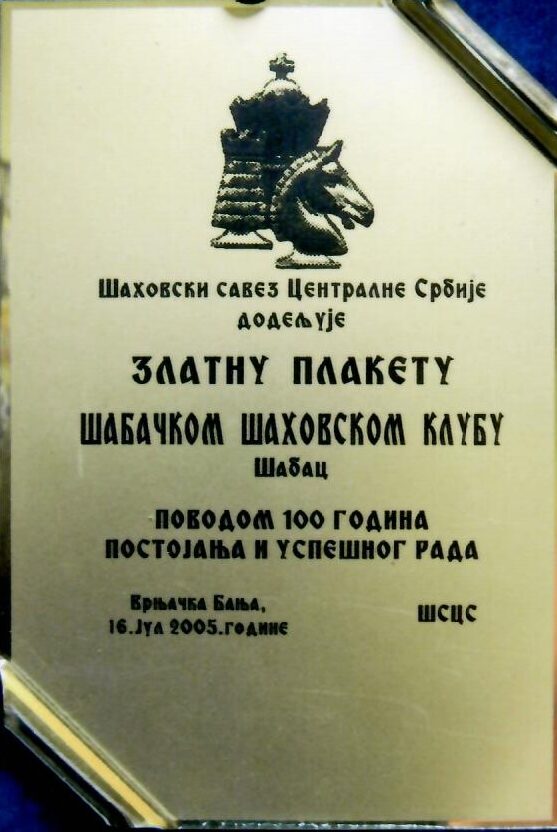 Шаховски савез Централне Србије
додељује
ЗЛАТНУ ПЛАКЕТУ
ШАБАЧКОМ ШАХОВСКОМ КЛУБУ
Шабац
ПОВОДОМ 100 ГОДИНА
ПОСТОЈАЊА И УСПЕШНОГ РАДА
Врњачка Бања,
16.Јул 2005.године
ШСЦС